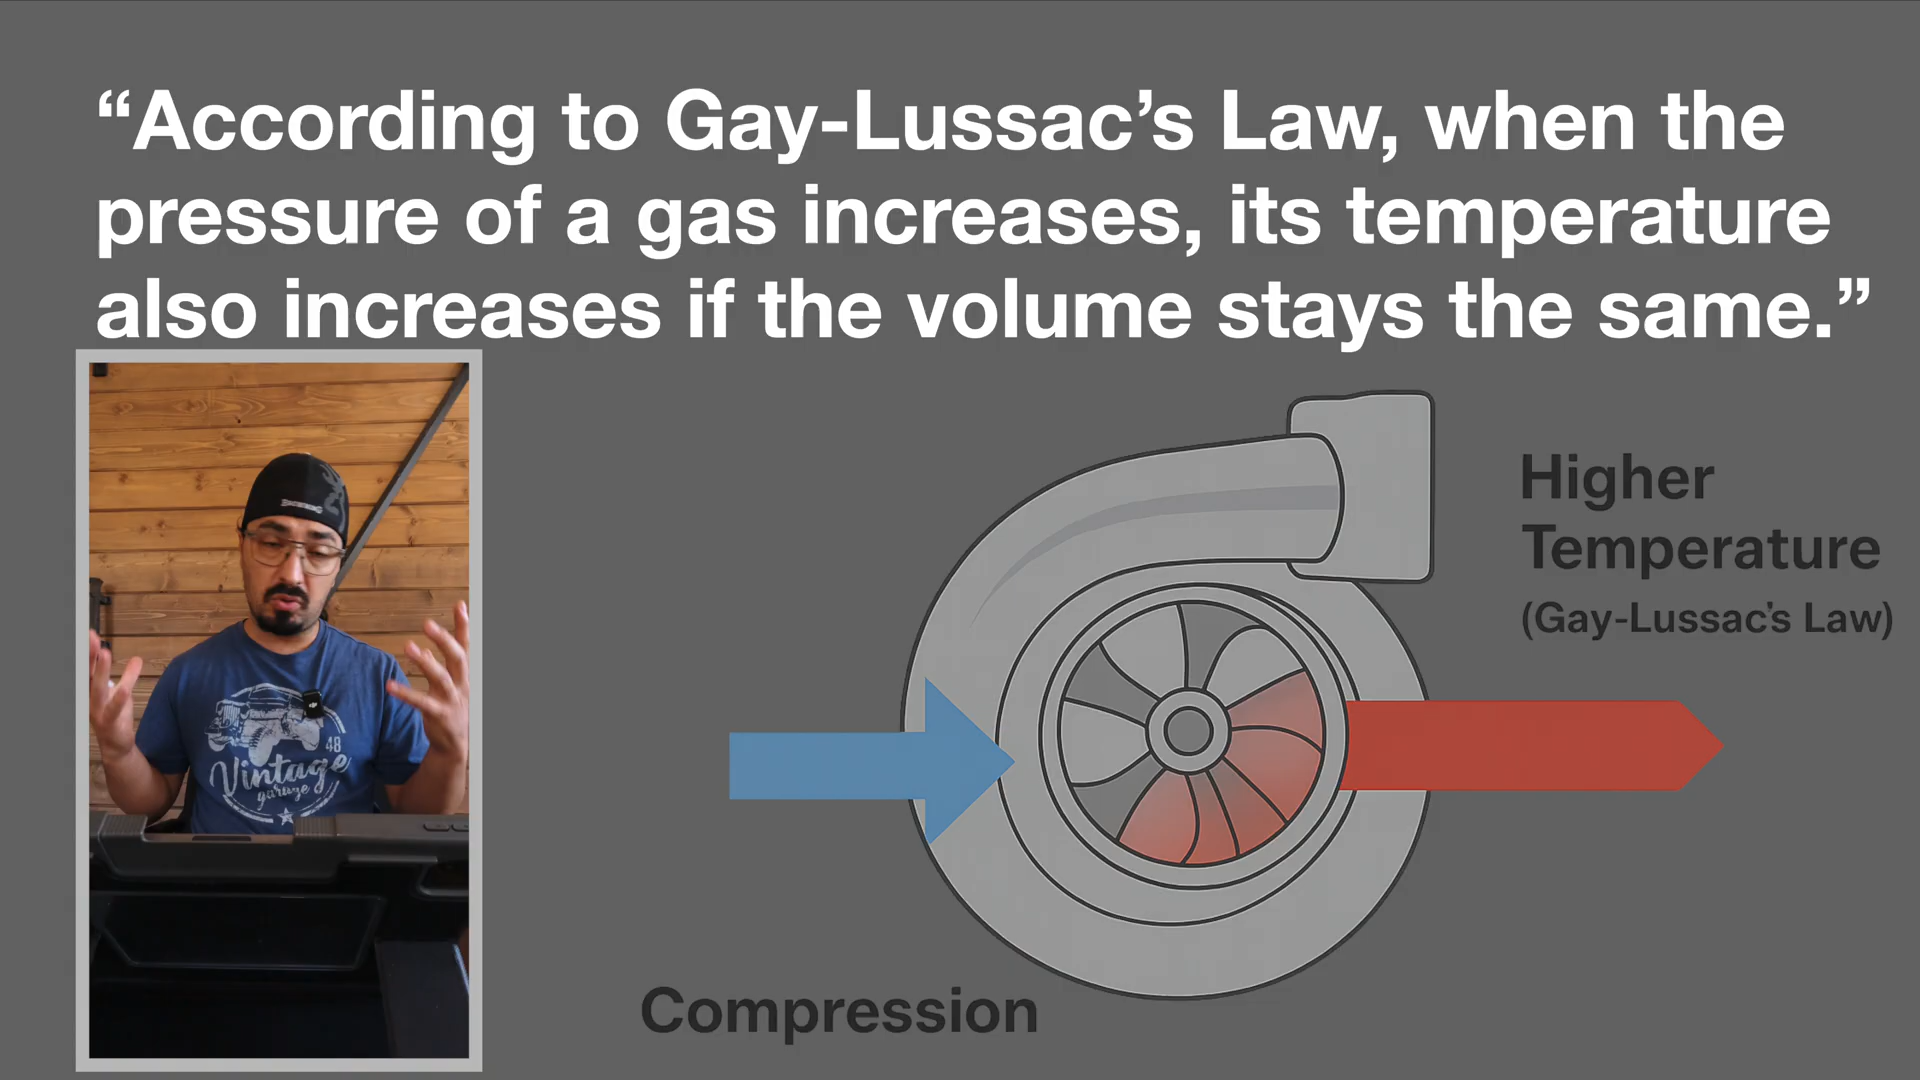 “According to Gay-Lussac’s Law, when the
pressure of a gas increases, its temperature
also increases if the volume stays the same.”
Higher
Temperature
(Gay-Lussac’s Law)
48
Vintage
garage
Compression